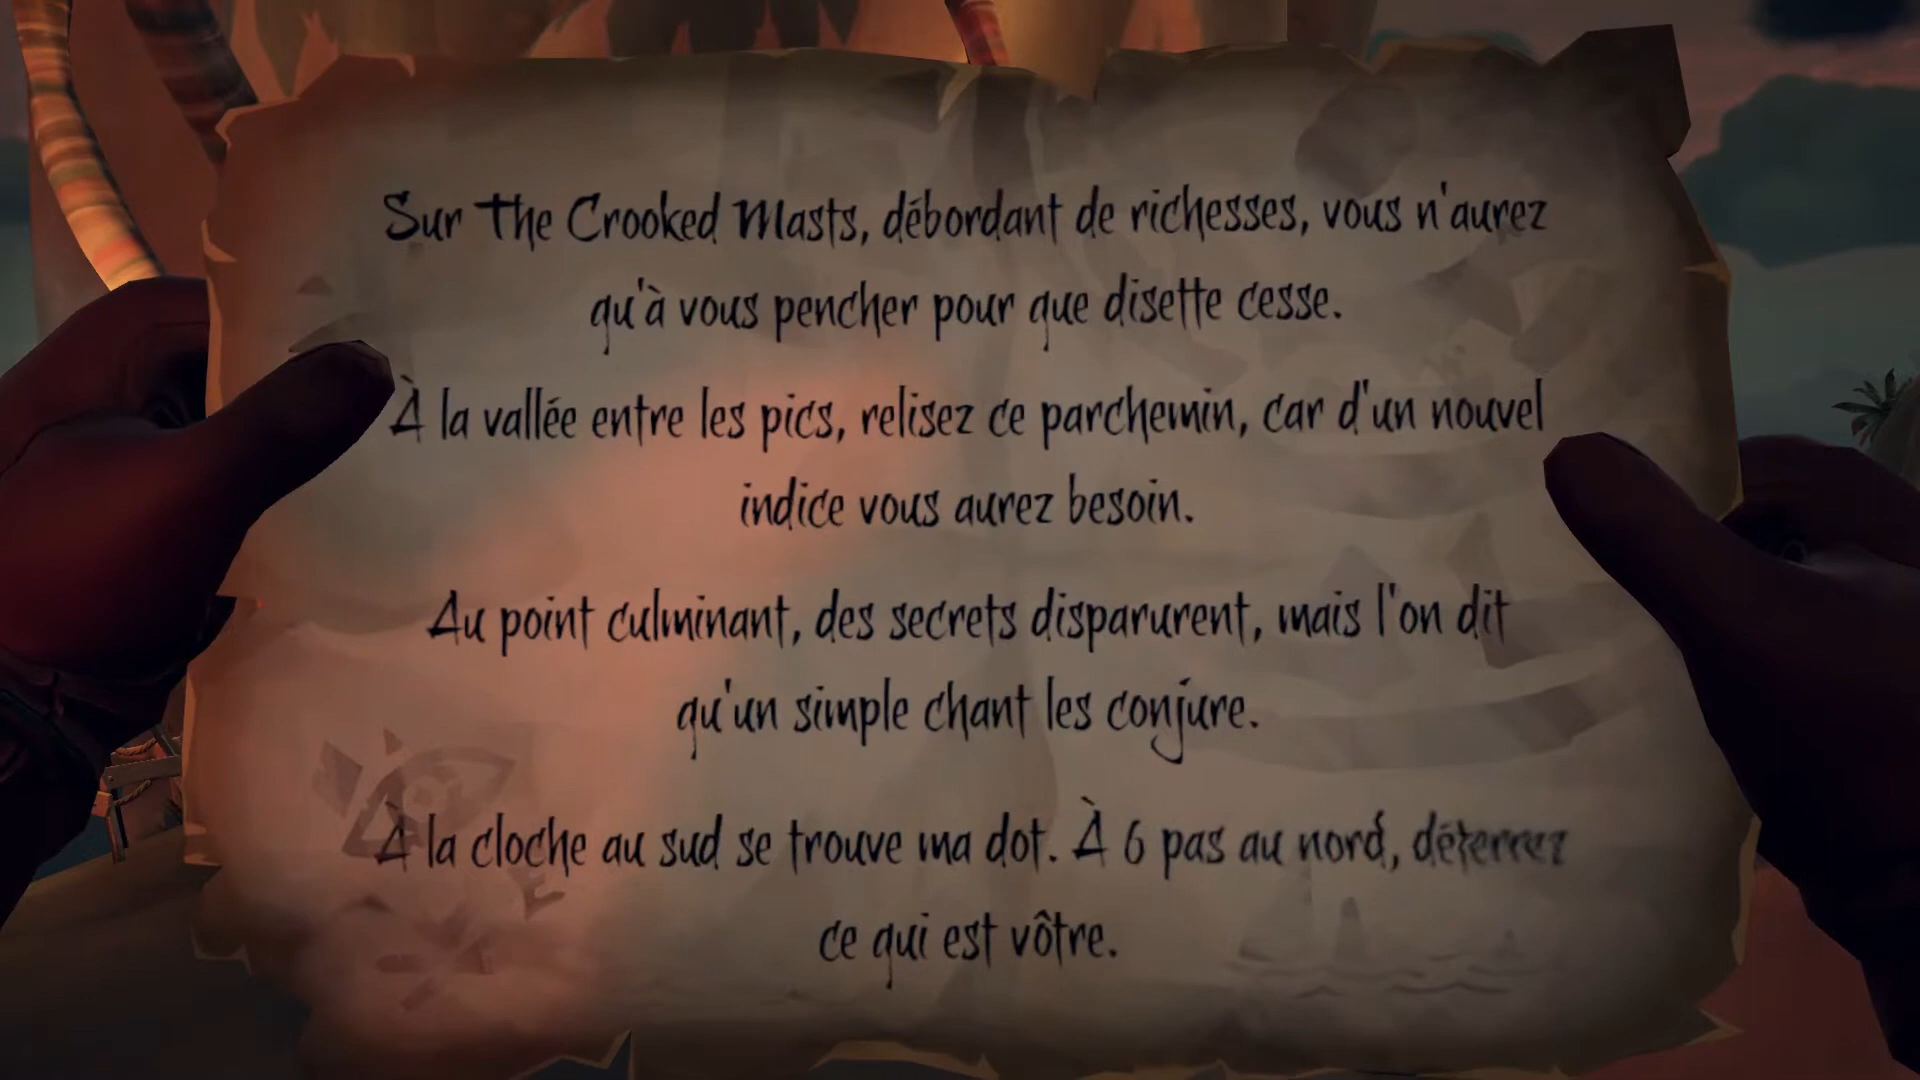 Sur The Crooked Masts, débordant de richesses, vous n'aurez
qu'à vous pencher pour que disette cesse.
À la vallée entre les pics, relisez ce parchemin, car d'un nouvel
indice vous aurez besoin.
Au point culminant, des secrets disparurent, mais l'on dit
qu'un simple chant les conjure.
À la cloche au sud se trouve ma dot. À 6 pas au nord, déterrez
ce qui est vôtre.